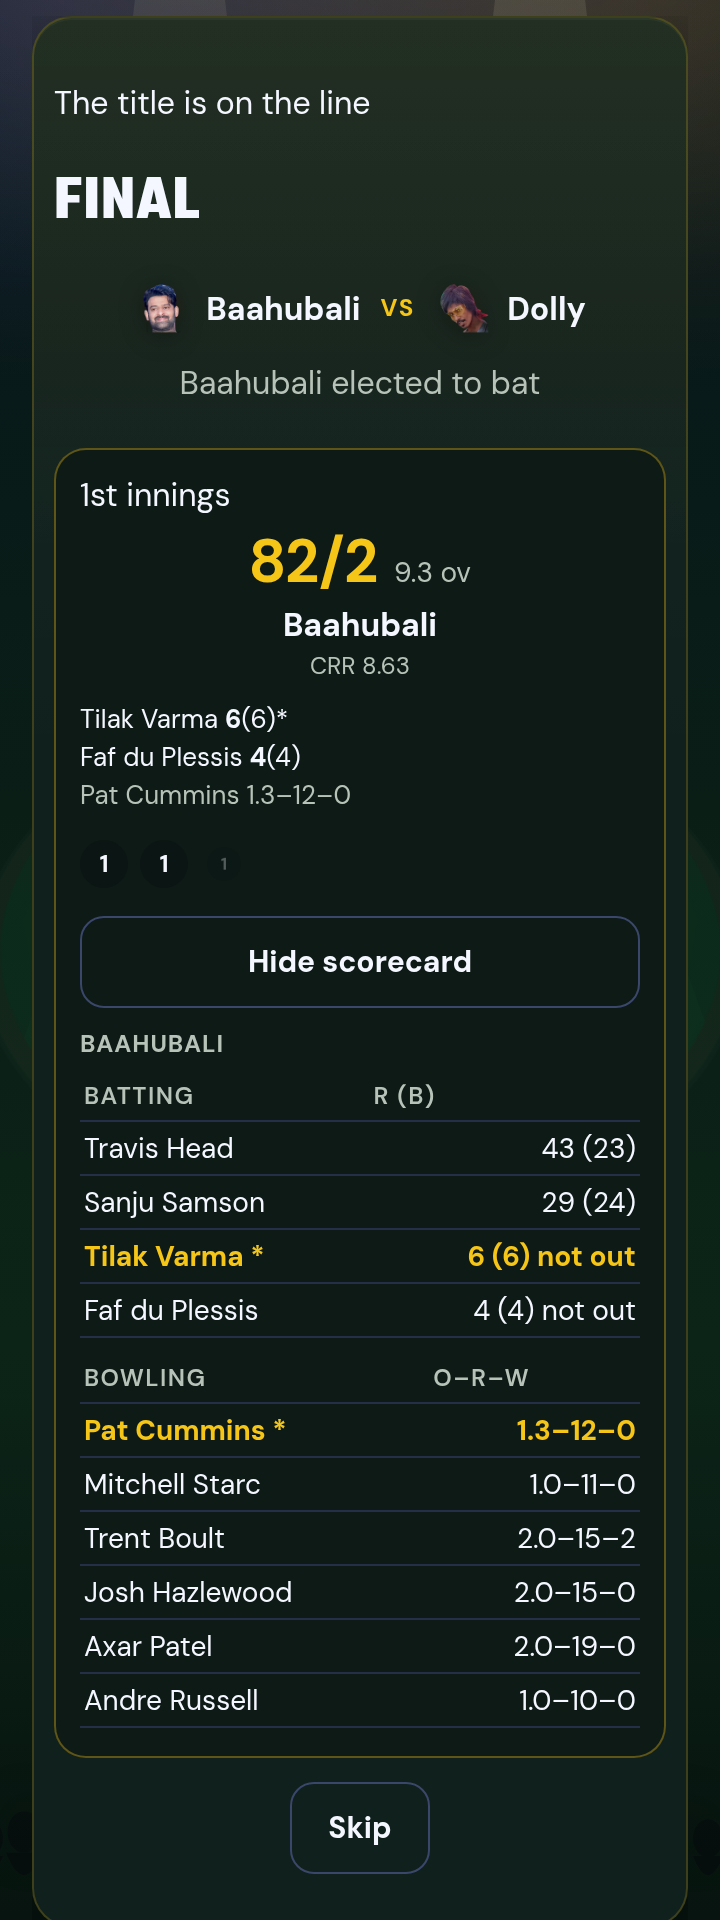 The title is on the line
FINAL
Baahubali VS Dolly
Baahubali elected to bat
1st innings
82/2 9.3 ov
Baahubali
CRR 8.63
Tilak Varma 6(6)*
Faf du Plessis 4(4)
Pat Cummins 1.3–12–0
1 1 1
Hide scorecard
BAAHUBALI
BATTING R (B)
Travis Head 43 (23)
Sanju Samson 29 (24)
Tilak Varma * 6 (6) not out
Faf du Plessis 4 (4) not out
BOWLING O–R–W
Pat Cummins * 1.3–12–0
Mitchell Starc 1.0–11–0
Trent Boult 2.0–15–2
Josh Hazlewood 2.0–15–0
Axar Patel 2.0–19–0
Andre Russell 1.0–10–0
Skip